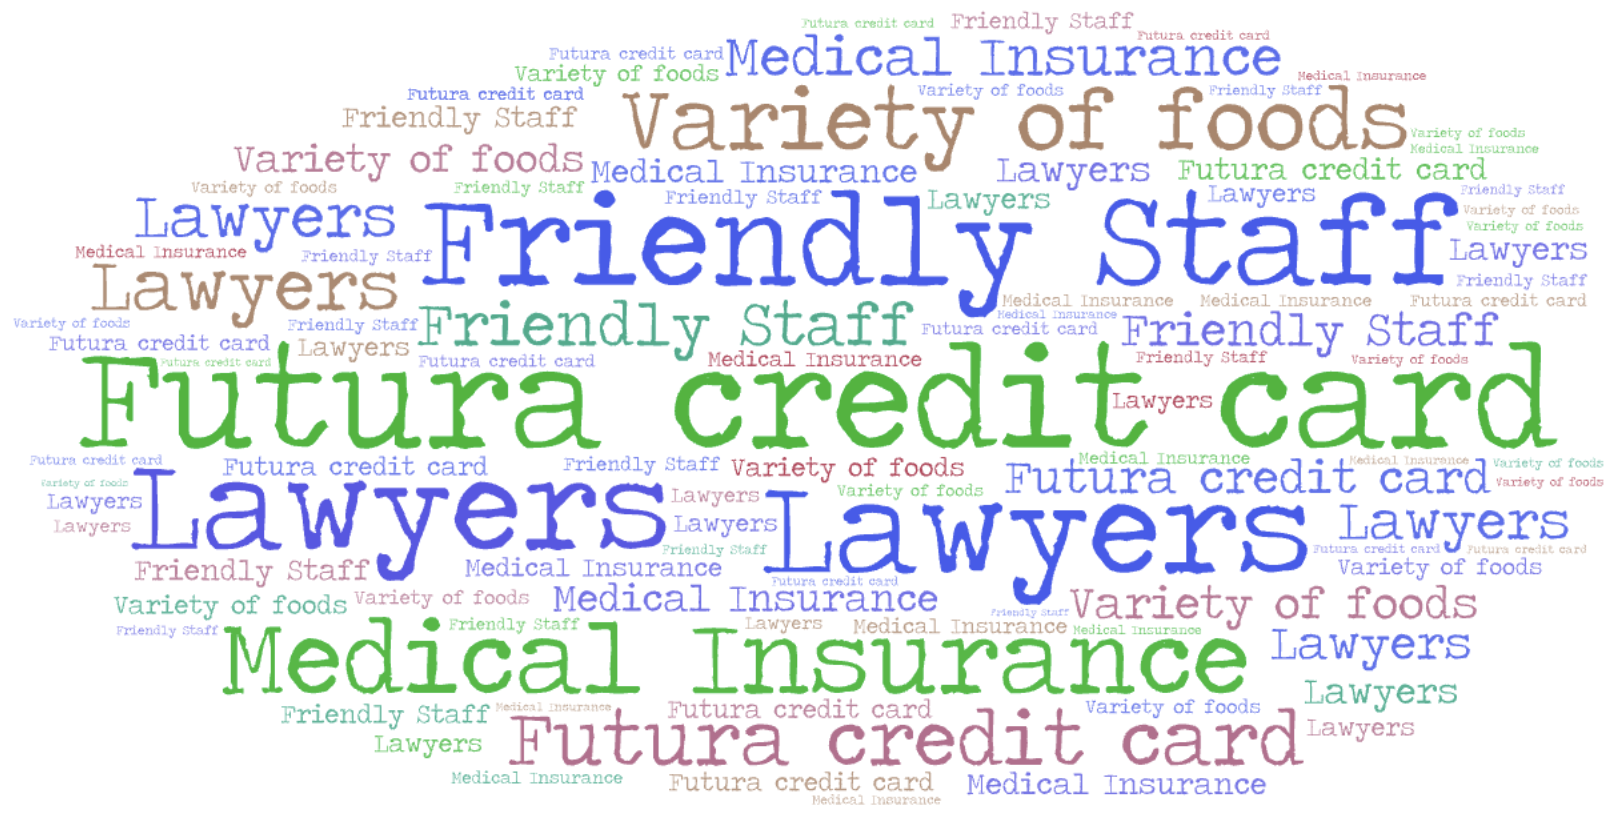 Futura credit card Friendly Staff
Futura credit card
Futura credit card Medical Insurance
Variety of foods Medical Insurance
Futura credit card Variety of foods Friendly Staff
Friendly Staff Variety of foods Variety of foods
Medical Insurance
Variety of foods Medical Insurance Lawyers Futura credit card
Variety of foods Friendly Staff Friendly Staff Lawyers Lawyers Friendly Staff
Lawyers Friendly Staff Variety of foods
Variety of foods
Medical Insurance Friendly Staff Lawyers
Friendly Staff
Lawyers Medical Insurance Medical Insurance Futura credit card
Medical Insurance
Variety of foods Friendly Staff Friendly Staff Futura credit card Friendly Staff
Futura credit card Lawyers
Futura credit card Futura credit card Medical Insurance Friendly Staff Variety of foods
Futura credit card Lawyers
Futura credit card Futura credit card Friendly Staff Variety of foods Medical Insurance Medical Insurance Variety of foods
Variety of foods Futura credit card Variety of foods
Lawyers Lawyers Lawyers Variety of foods
Lawyers Lawyers Lawyers Lawyers
Friendly Staff Futura credit card Futura credit card
Friendly Staff Medical Insurance Variety of foods
Futura credit card
Variety of foods Variety of foods Medical Insurance Variety of foods
Friendly Staff
Friendly Staff Friendly Staff Lawyers Medical Insurance Medical Insurance
Medical Insurance Lawyers
Lawyers
Friendly Staff Medical Insurance Futura credit card Variety of foods
Lawyers Futura credit card Lawyers
Medical Insurance Futura credit card Medical Insurance
Medical Insurance